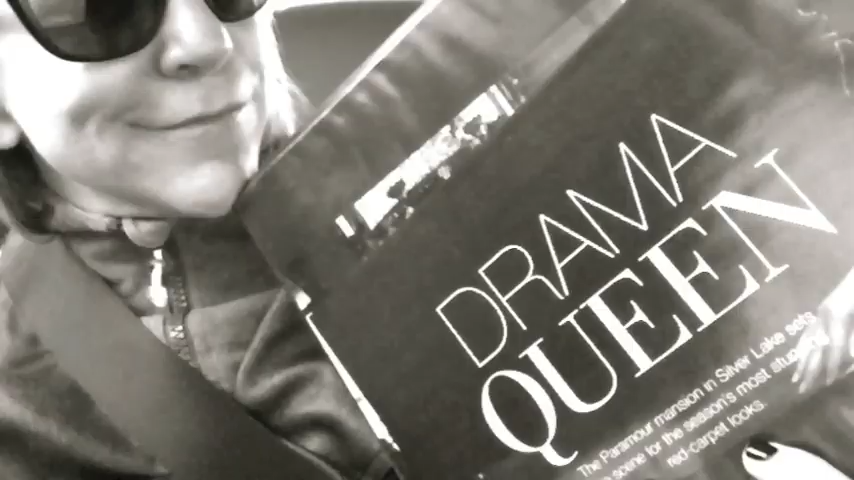 DRAMA
QUEEN
The Paramour mansion in Silver Lake sets
scene for the season's most
red-carpet looks.